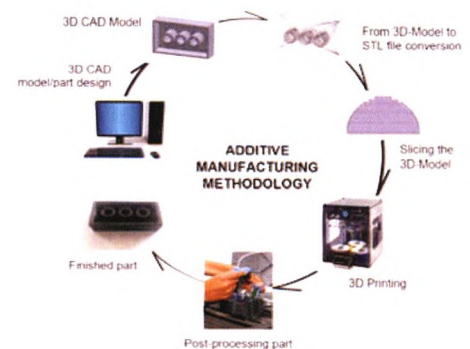 3D CAD Model
From 3D-Model to
STL file conversion
3D CAD
model/part design
Slicing the
3D-Model
ADDITIVE
MANUFACTURING
METHODOLOGY
3D Printing
Finished part
Post-processing part